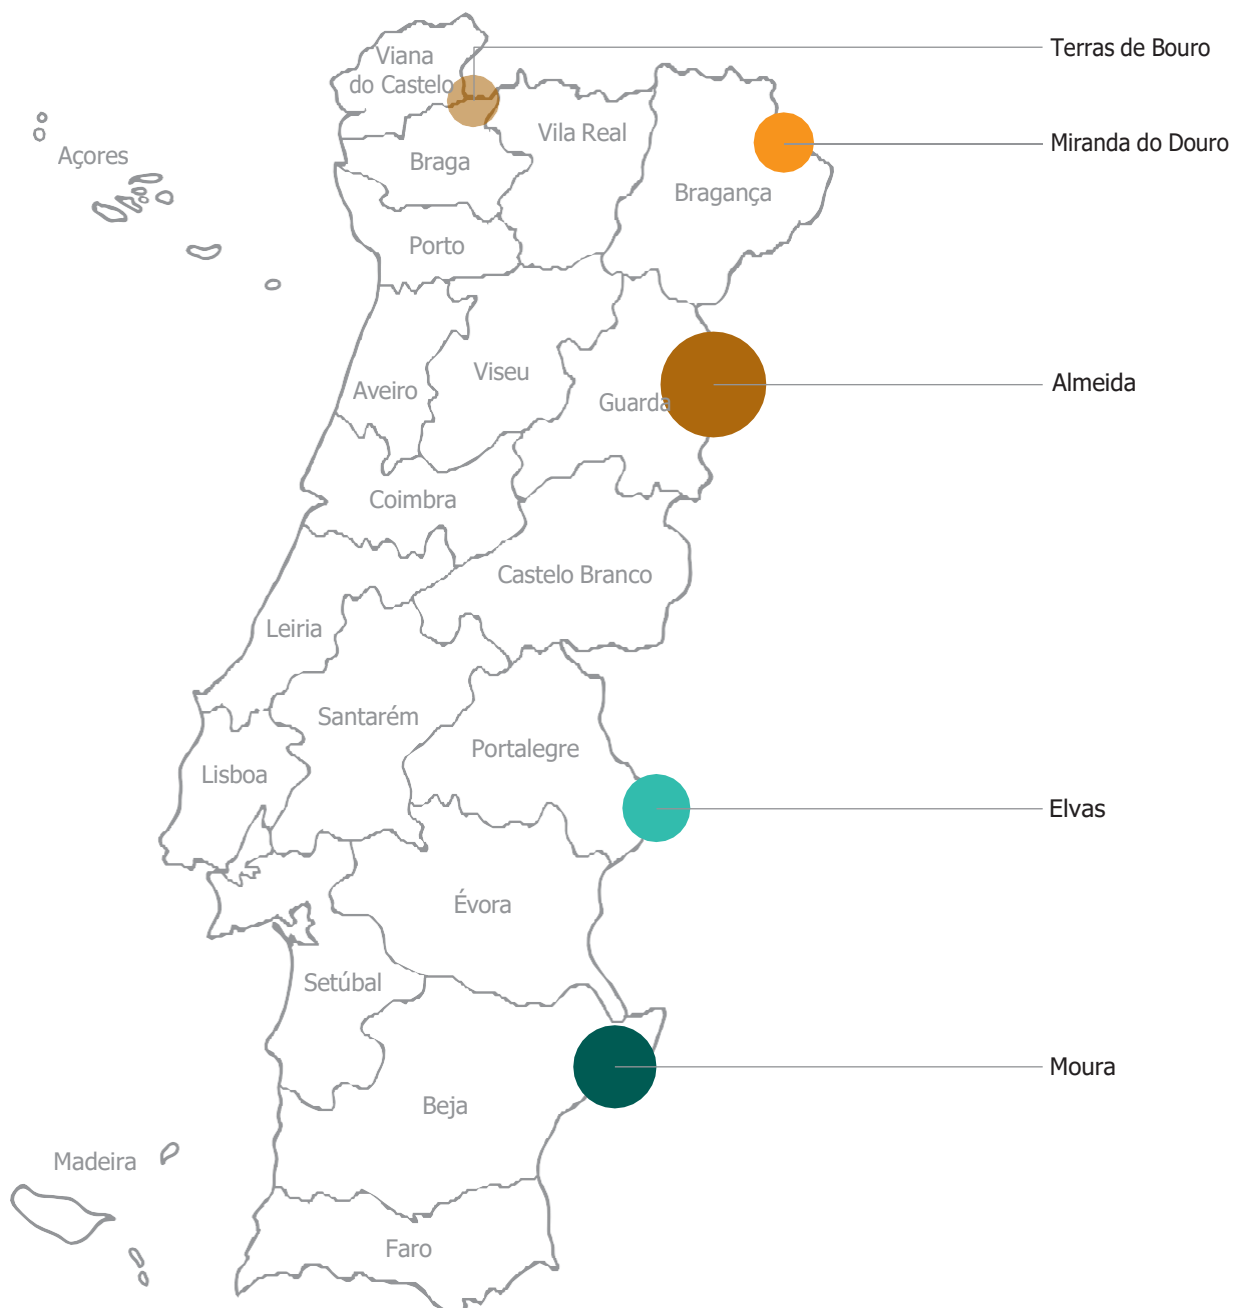 Terras de Bouro
Viana
do Castelo
Vila Real
Miranda do Douro
Açores
Braga
Bragança
Porto
Viseu
Almeida
Aveiro
Guarda
Coimbra
Castelo Branco
Leiria
Santarém
Portalegre
Lisboa
Elvas
Évora
Setúbal
Moura
Beja
Madeira
Faro